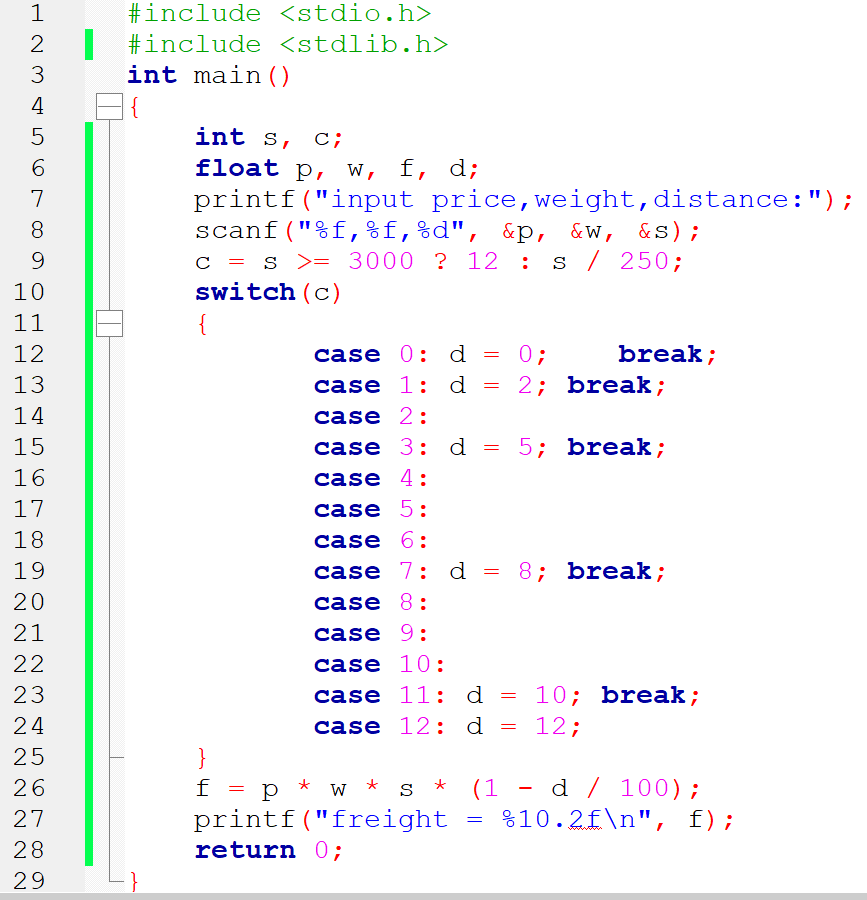 1 #include <stdio.h>
2 #include <stdlib.h>
3 int main()
4 {
5 int s, c;
6 float p, w, f, d;
7 printf("input price,weight,distance:");
8 scanf("%f,%f,%d", &p, &w, &s);
9 c = s >= 3000 ? 12 : s / 250;
10 switch(c)
11 {
12 case 0: d = 0; break;
13 case 1: d = 2; break;
14 case 2:
15 case 3: d = 5; break;
16 case 4:
17 case 5:
18 case 6:
19 case 7: d = 8; break;
20 case 8:
21 case 9:
22 case 10:
23 case 11: d = 10; break;
24 case 12: d = 12;
25 }
26 f = p * w * s * (1 - d / 100);
27 printf("freight = %10.2f\n", f);
28 return 0;
29 }